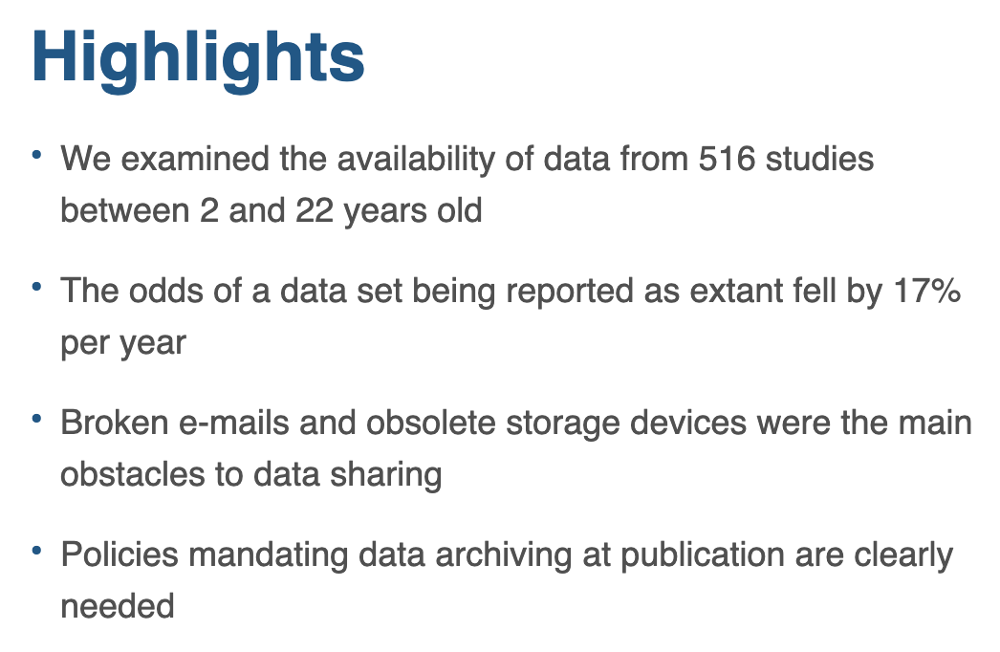 Highlights
• We examined the availability of data from 516 studies
between 2 and 22 years old
• The odds of a data set being reported as extant fell by 17%
per year
• Broken e-mails and obsolete storage devices were the main
obstacles to data sharing
• Policies mandating data archiving at publication are clearly
needed